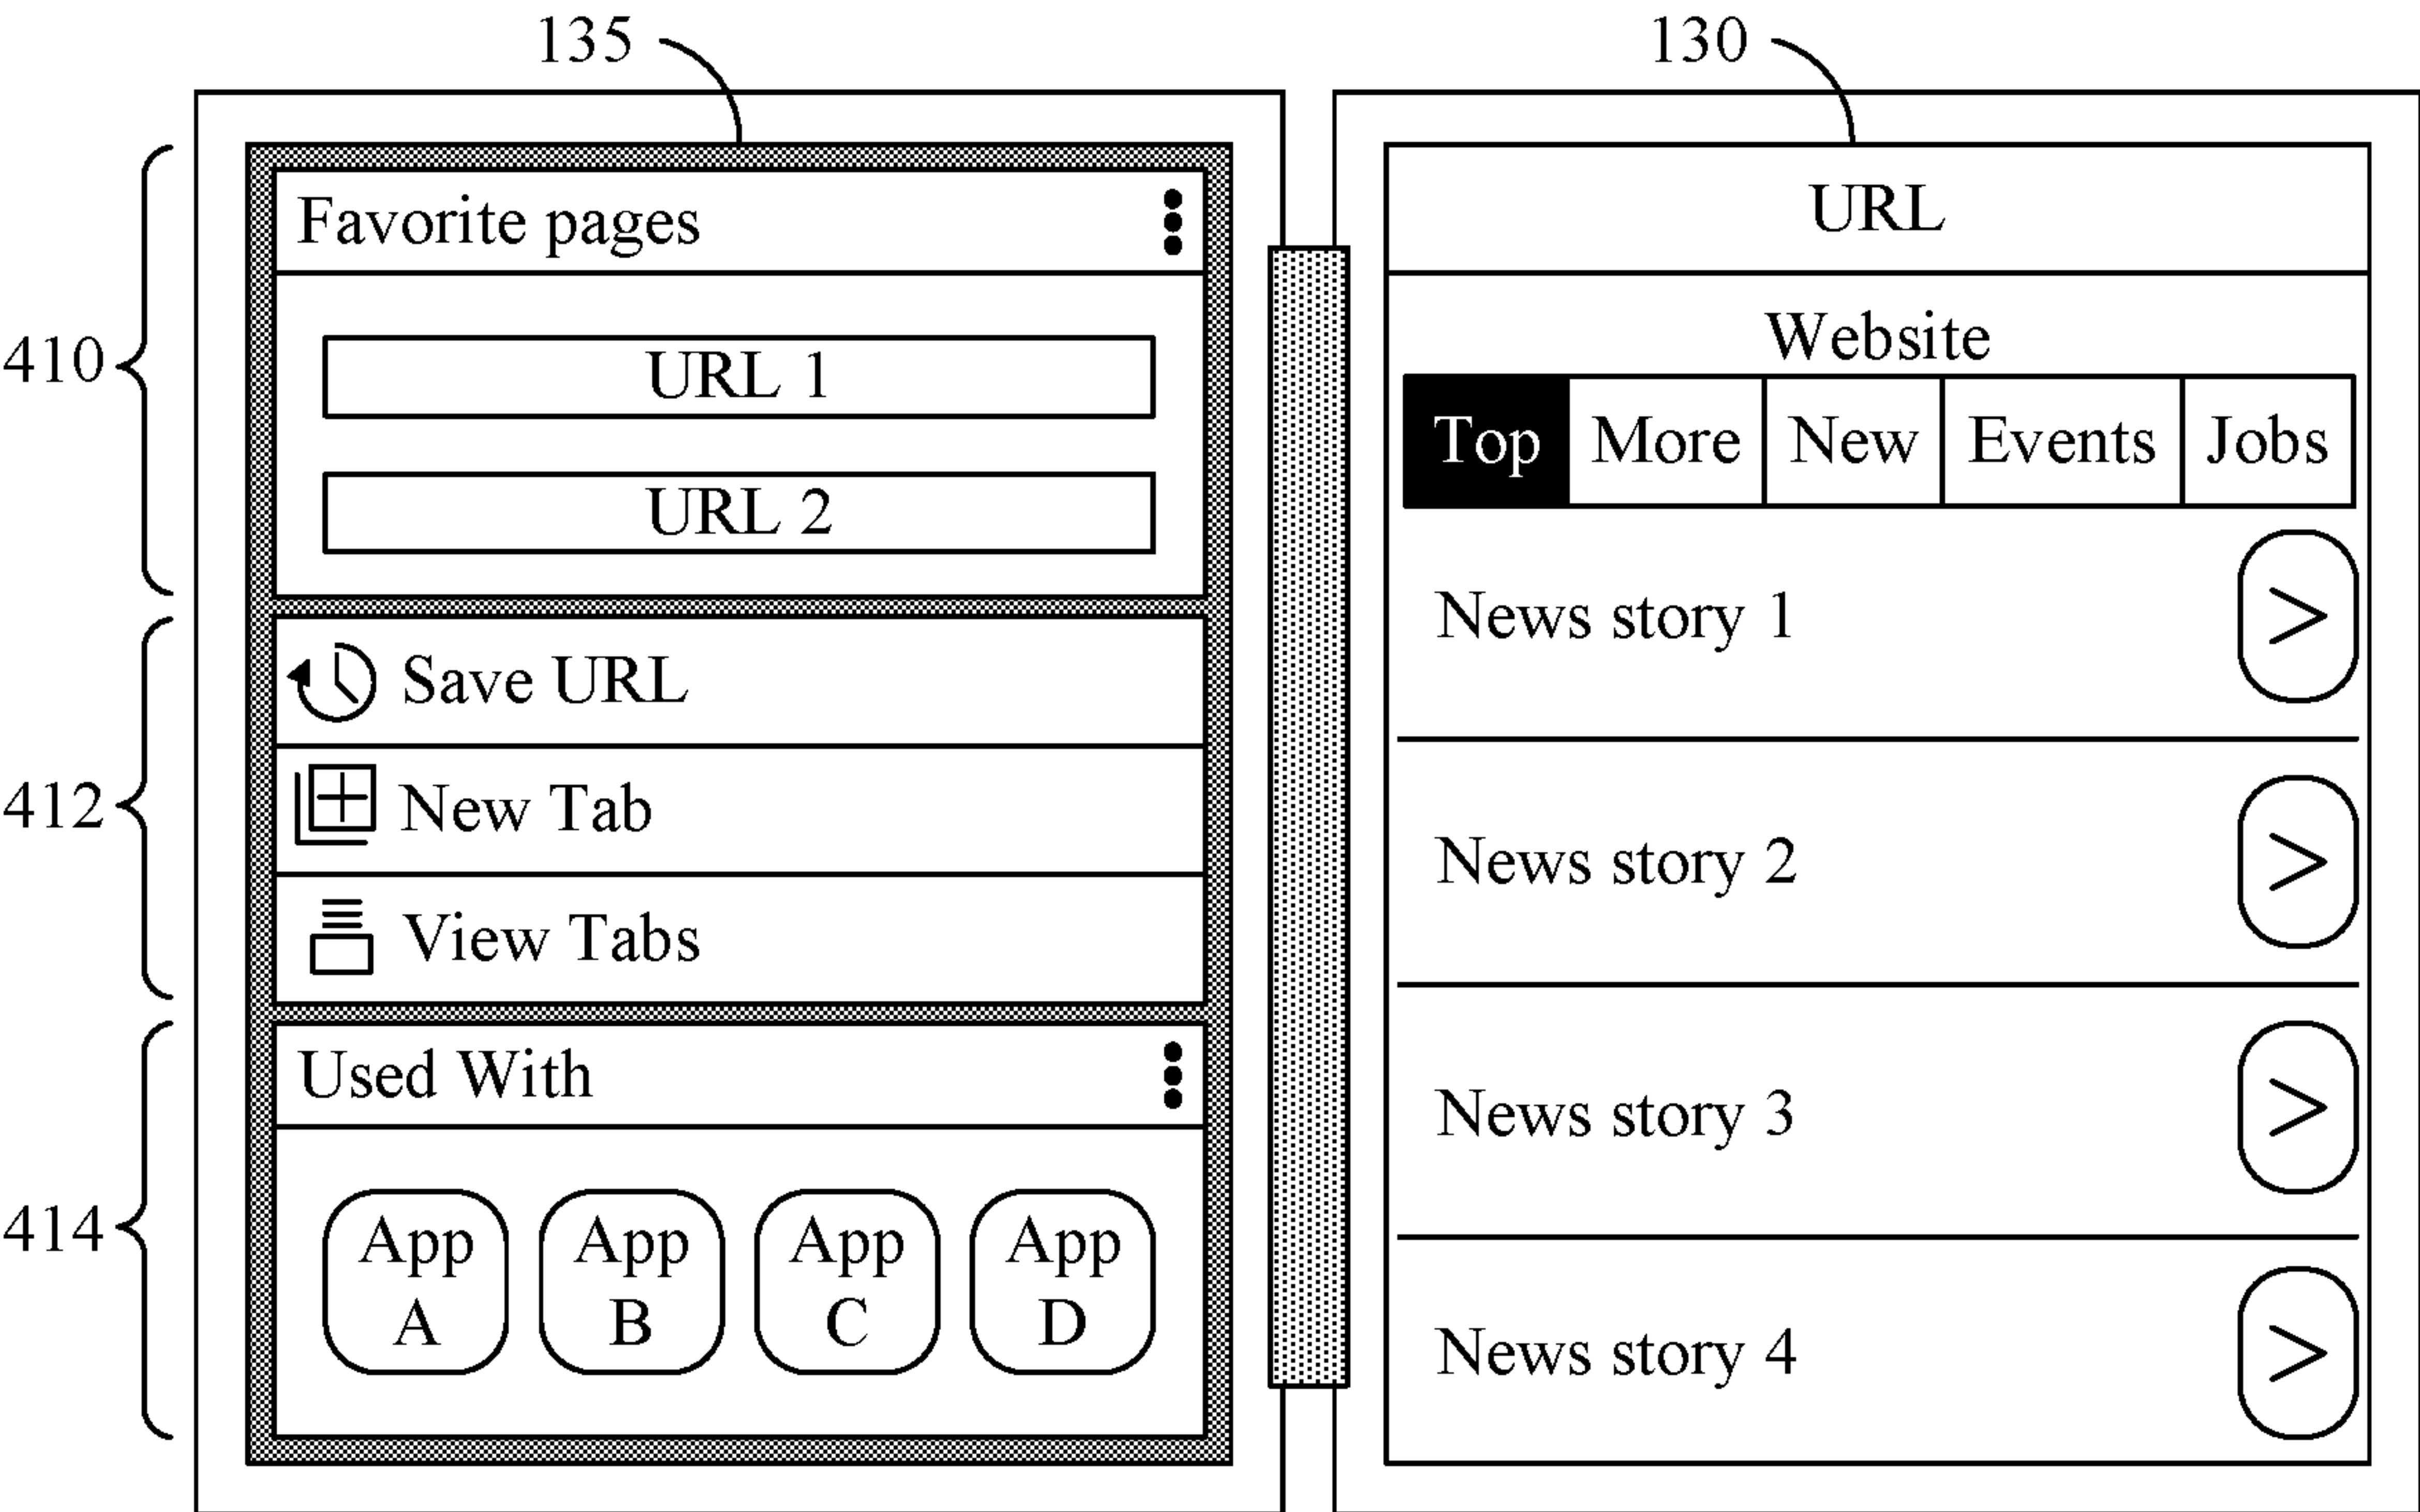 135
130
410
412
414
Favorite pages
URL 1
URL 2
Save URL
New Tab
View Tabs
Used With
App A
App B
App C
App D
URL
Website
Top More New Events Jobs
News story 1
>
News story 2
>
News story 3
>
News story 4
>